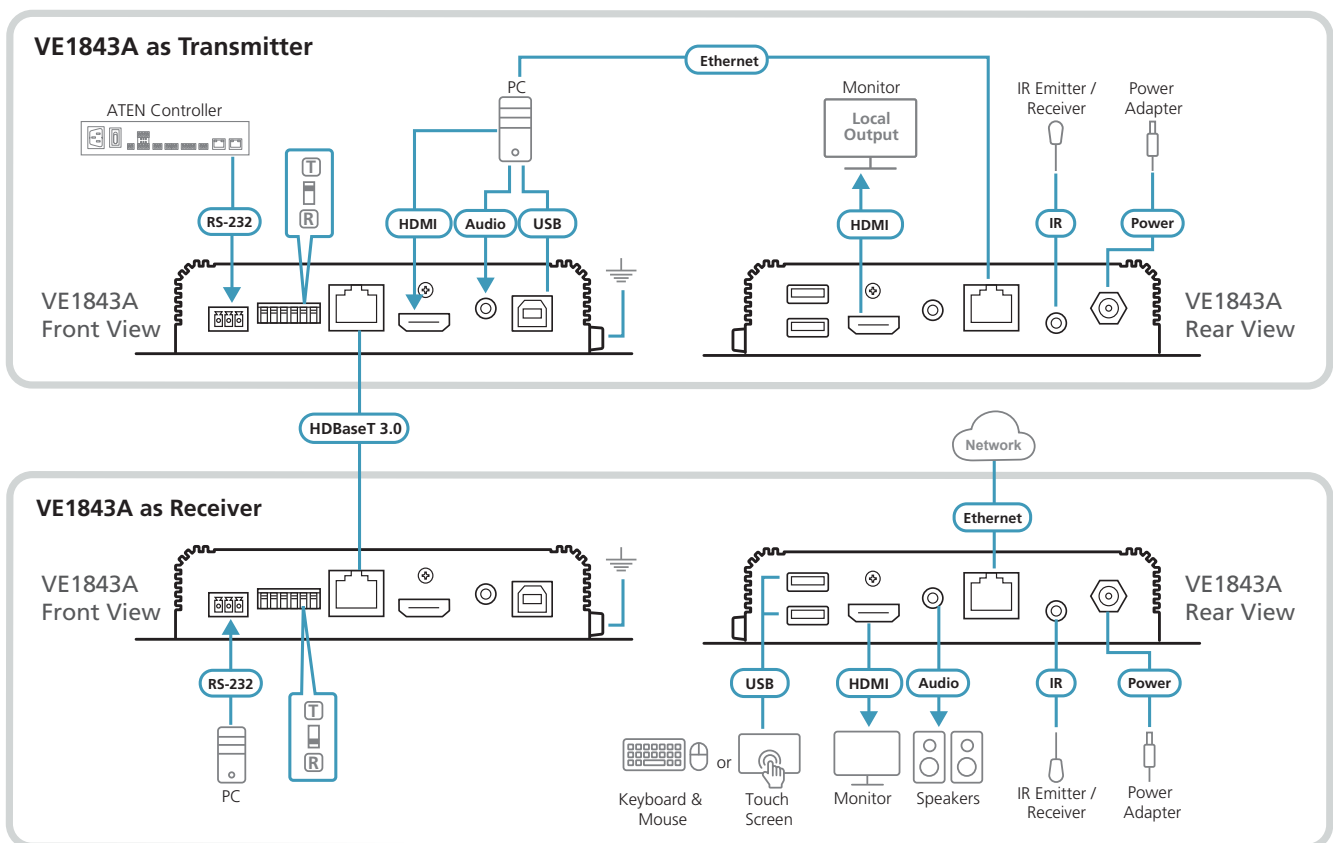 VE1843A as Transmitter
Ethernet
PC
ATEN Controller
Monitor
Local
Output
IR Emitter /
Receiver
Power
Adapter
T
R
RS-232
HDMI
Audio
USB
HDMI
IR
Power
VE1843A
Front View
VE1843A
Rear View
HDBaseT 3.0
Network
VE1843A as Receiver
Ethernet
VE1843A
Front View
VE1843A
Rear View
RS-232
T
R
PC
USB
HDMI
Audio
IR
Power
or
Keyboard &
Mouse
Touch
Screen
Monitor
Speakers
IR Emitter /
Receiver
Power
Adapter